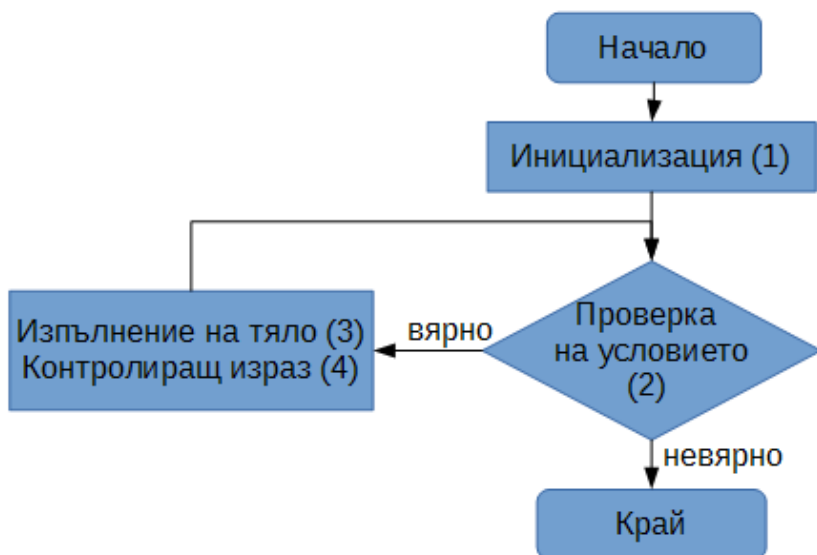 Начало
Инициализация (1)
Проверка
на условието
(2)
вярно
Изпълнение на тяло (3)
Контролиращ израз (4)
невярно
Край